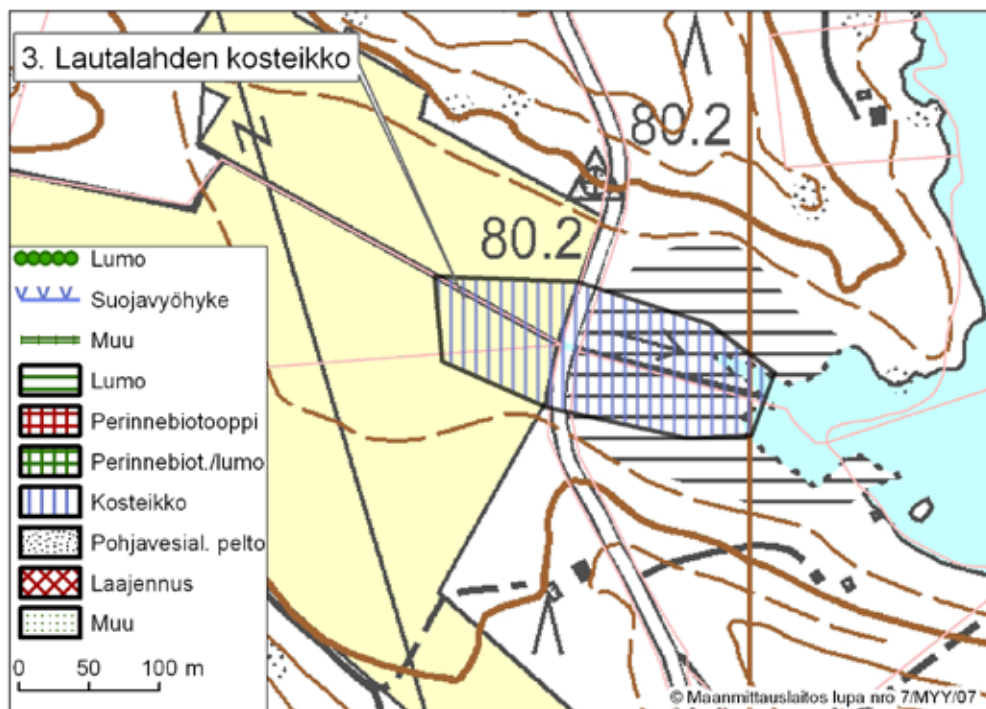 3. Lautalahden kosteikko
80.2
80.2
Lumo
Suojavyöhyke
Muu
Lumo
Perinnebiotooppi
Perinnebiot./lumo
Kosteikko
Pohjavesial. pelto
Laajennus
Muu
0 50 100 m
© Maanmittauslaitos lupa nro 7/MYY/07